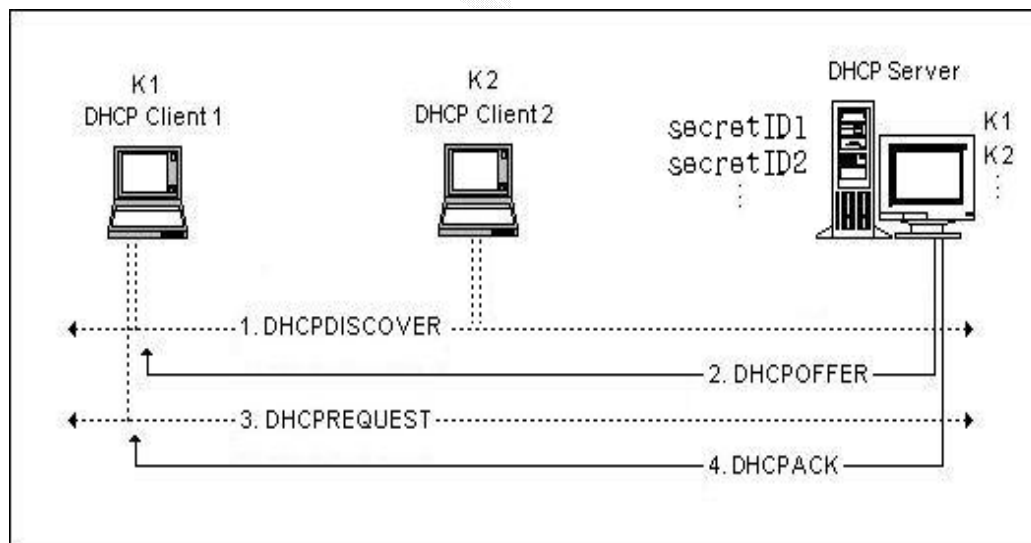 K1
DHCP Client 1
K2
DHCP Client 2
DHCP Server
secretID1
secretID2
⋮
K1
K2
⋮
1. DHCPDISCOVER
2. DHCPOFFER
3. DHCPREQUEST
4. DHCPACK